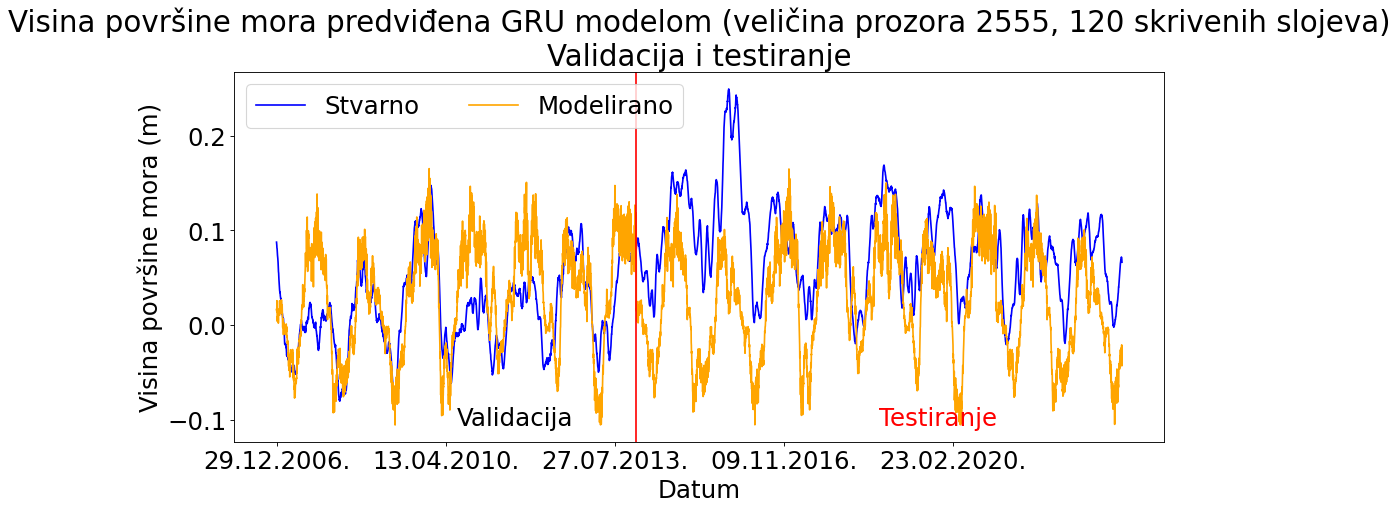 Visina površine mora predviđena GRU modelom (veličina prozora 2555, 120 skrivenih slojeva)
Validacija i testiranje
Stvarno
Modelirano
Visina površine mora (m)
0.2
0.1
0.0
−0.1
Validacija
Testiranje
29.12.2006.
13.04.2010.
27.07.2013.
09.11.2016.
23.02.2020.
Datum